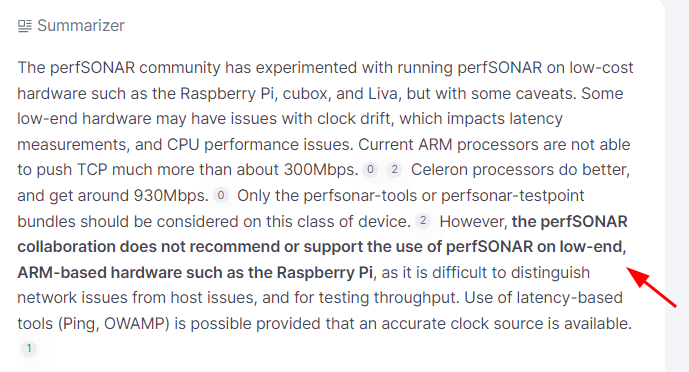 Summarizer
The perfSONAR community has experimented with running perfSONAR on low-cost
hardware such as the Raspberry Pi, cubox, and Liva, but with some caveats. Some
low-end hardware may have issues with clock drift, which impacts latency
measurements, and CPU performance issues. Current ARM processors are not able
to push TCP much more than about 300Mbps. 0 2 Celeron processors do better,
and get around 930Mbps. 0 Only the perfsonar-tools or perfsonar-testpoint
bundles should be considered on this class of device. 2 However, the perfSONAR
collaboration does not recommend or support the use of perfSONAR on low-end,
ARM-based hardware such as the Raspberry Pi, as it is difficult to distinguish
network issues from host issues, and for testing throughput. Use of latency-based
tools (Ping, OWAMP) is possible provided that an accurate clock source is available.
1